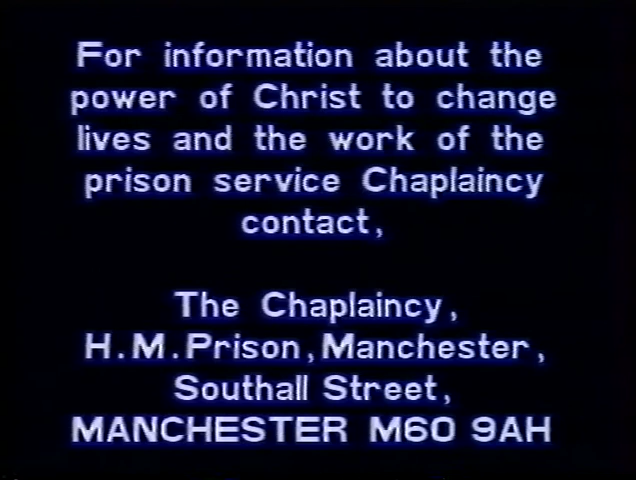 For information about the
power of Christ to change
lives and the work of the
prison service Chaplaincy
contact,
The Chaplaincy,
H.M.Prison,Manchester,
Southall Street,
MANCHESTER M60 9AH